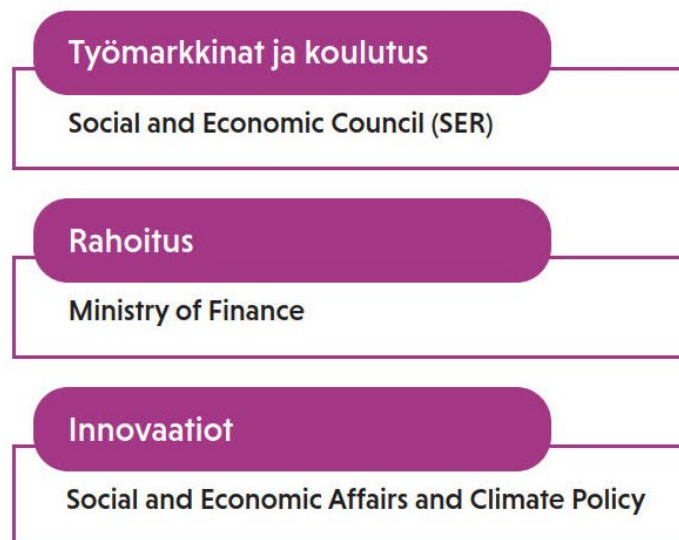 Työmarkkinat ja koulutus
Social and Economic Council (SER)
Rahoitus
Ministry of Finance
Innovaatiot
Social and Economic Affairs and Climate Policy